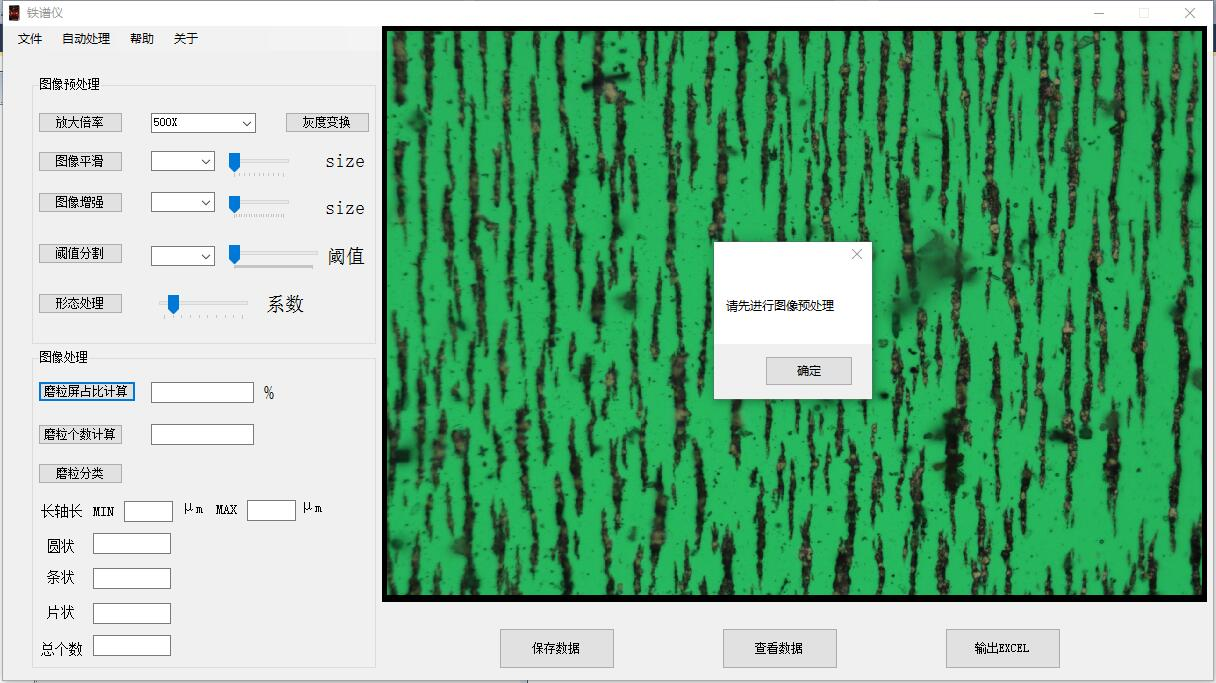 铁谱仪
文件 自动处理 帮助 关于
图像预处理
放大倍率 500X 灰度变换
图像平滑 size
图像增强 size
阈值分割 阈值
形态处理 系数
请先进行图像预处理
确定
图像处理
磨粒屏占比计算 %
磨粒个数计算
磨粒分类
长轴长 MIN μm MAX μm
圆状
条状
片状
总个数
保存数据 查看数据 输出EXCEL